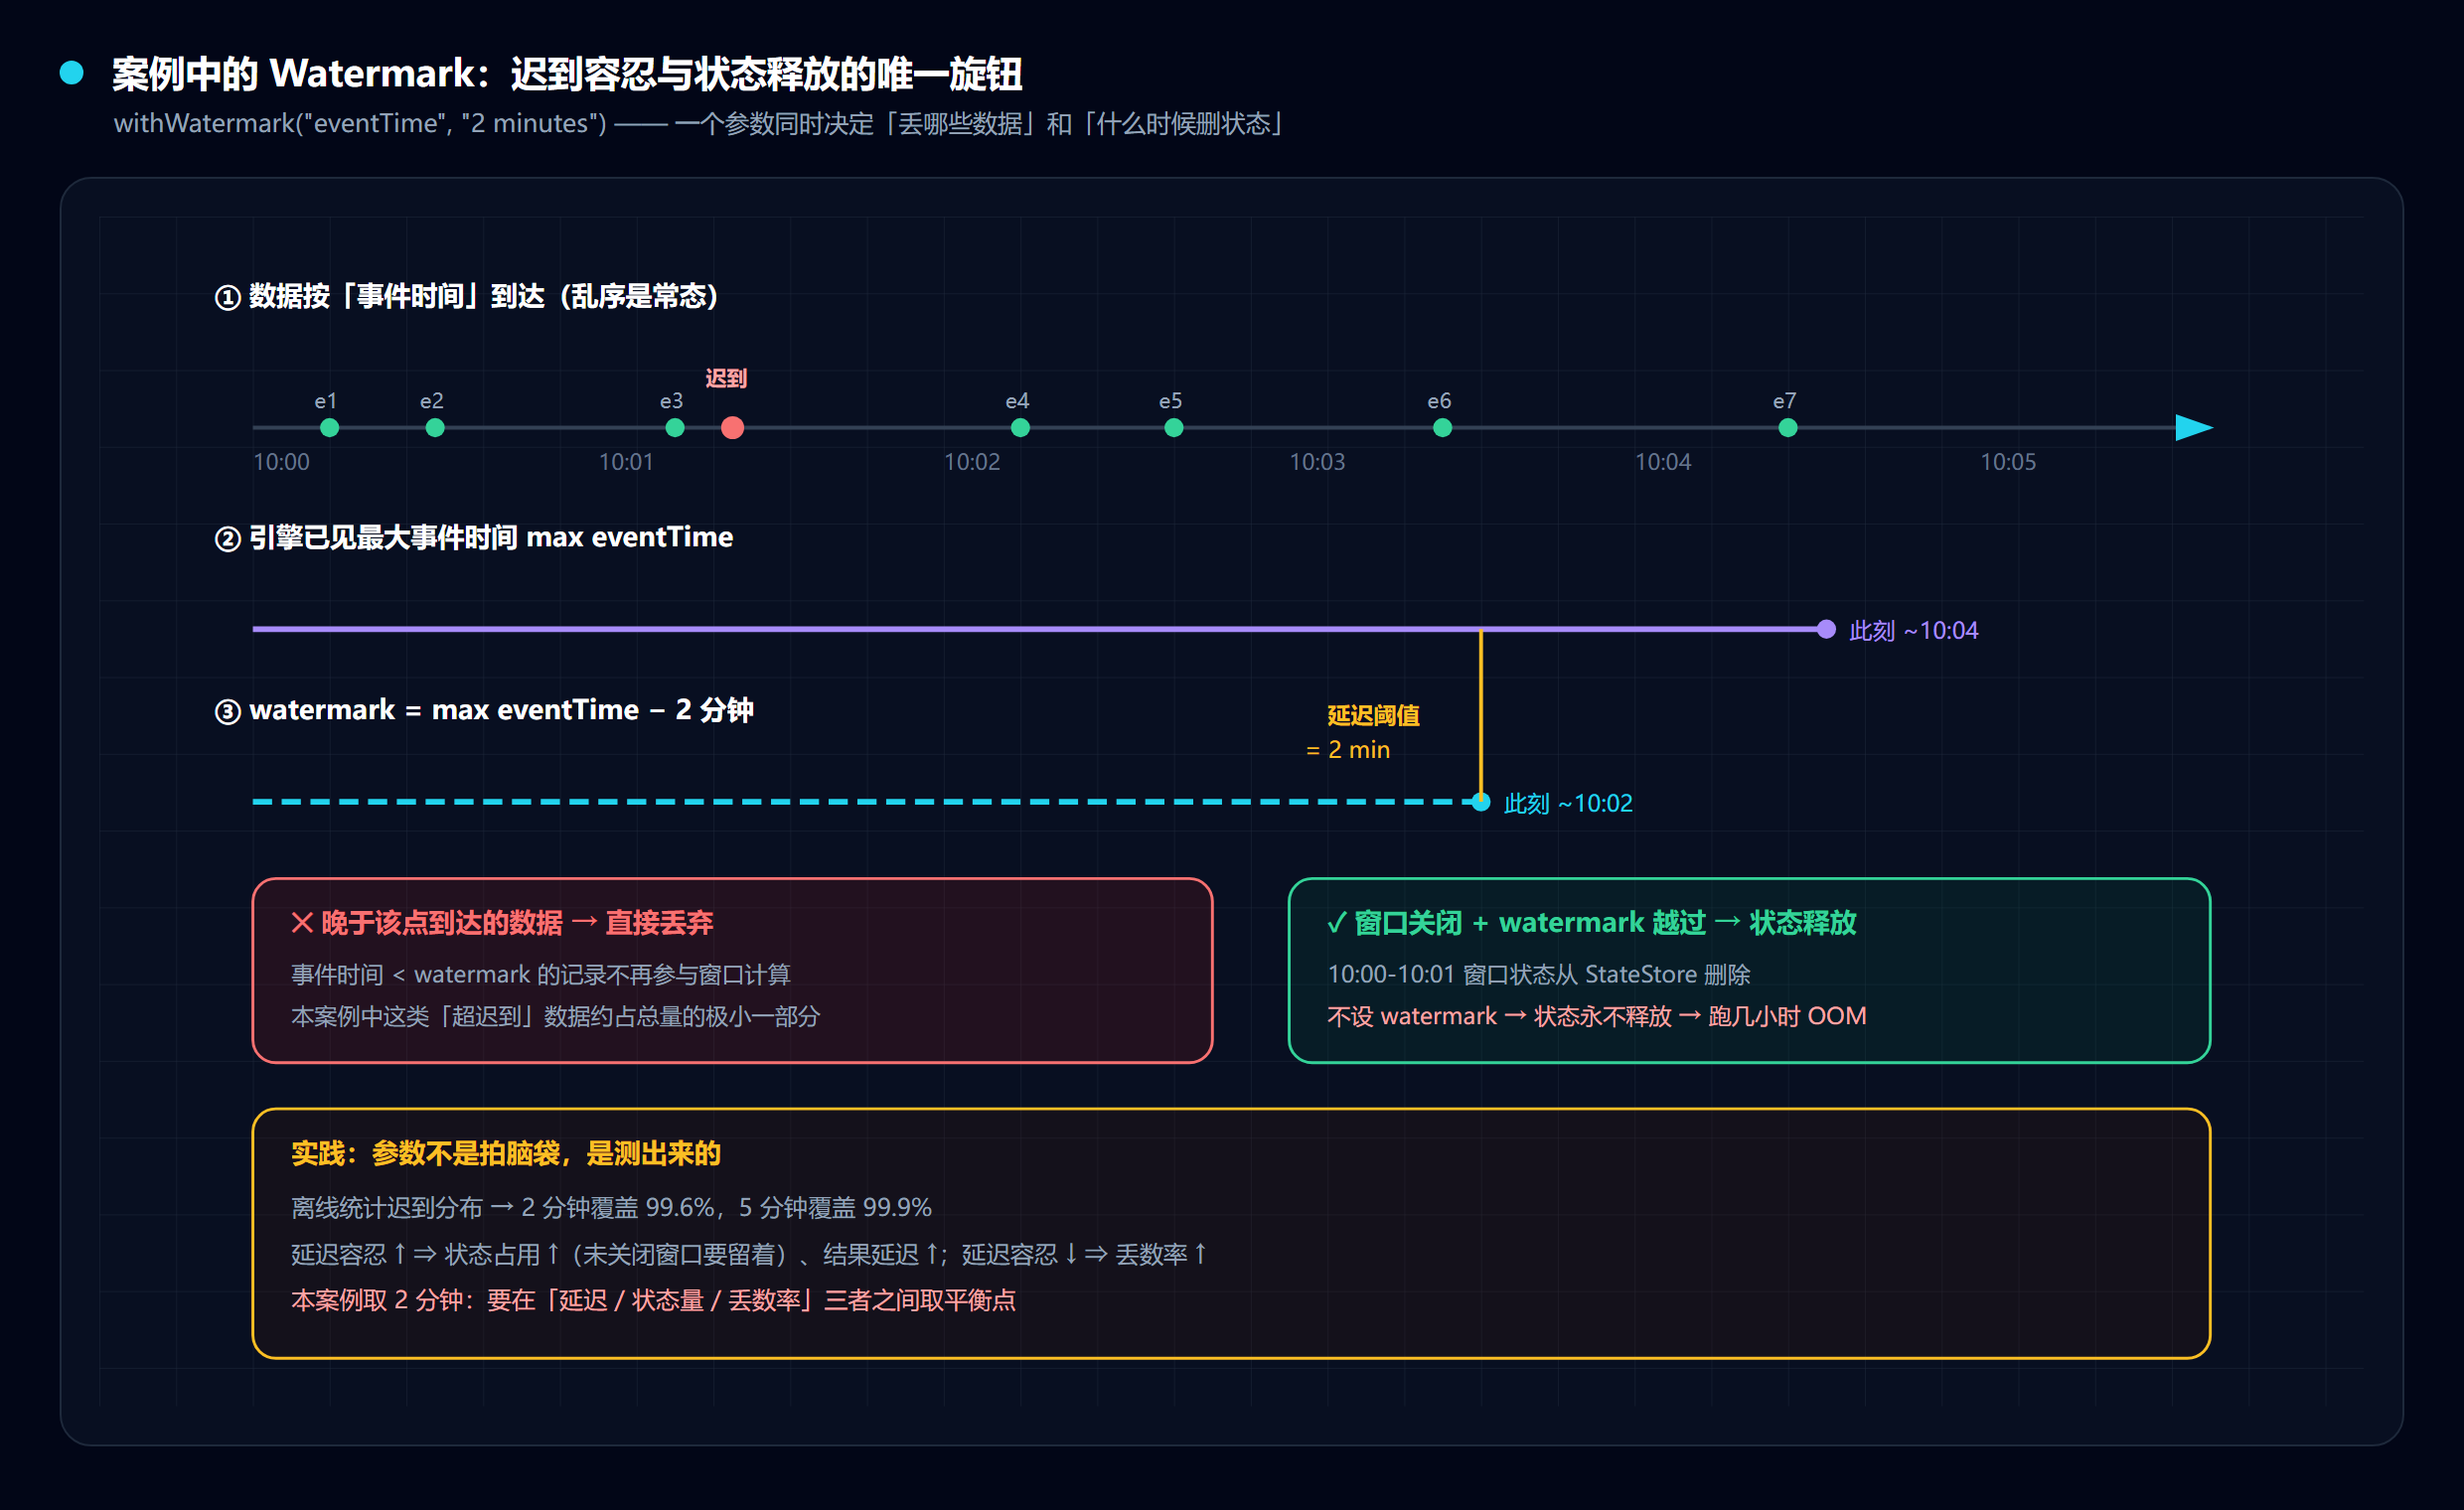 案例中的 Watermark：迟到容忍与状态释放的唯一旋钮
withWatermark("eventTime", "2 minutes") —— 一个参数同时决定「丢哪些数据」和「什么时候删状态」
① 数据按「事件时间」到达（乱序是常态）
迟到
e1 e2 e3 e4 e5 e6 e7
10:00 10:01 10:02 10:03 10:04 10:05
② 引擎已见最大事件时间 max eventTime
此刻 ~10:04
③ watermark = max eventTime − 2 分钟
延迟阈值
= 2 min
此刻 ~10:02
✕ 晚于该点到达的数据 → 直接丢弃
事件时间 < watermark 的记录不再参与窗口计算
本案例中这类「超迟到」数据约占总量的极小一部分
✓ 窗口关闭 + watermark 越过 → 状态释放
10:00-10:01 窗口状态从 StateStore 删除
不设 watermark → 状态永不释放 → 跑几小时 OOM
实践：参数不是拍脑袋，是测出来的
离线统计迟到分布 → 2 分钟覆盖 99.6%，5 分钟覆盖 99.9%
延迟容忍 ↑ ⇒ 状态占用 ↑（未关闭窗口要留着）、结果延迟 ↑；延迟容忍 ↓ ⇒ 丢数率 ↑
本案例取 2 分钟：要在「延迟 / 状态量 / 丢数率」三者之间取平衡点